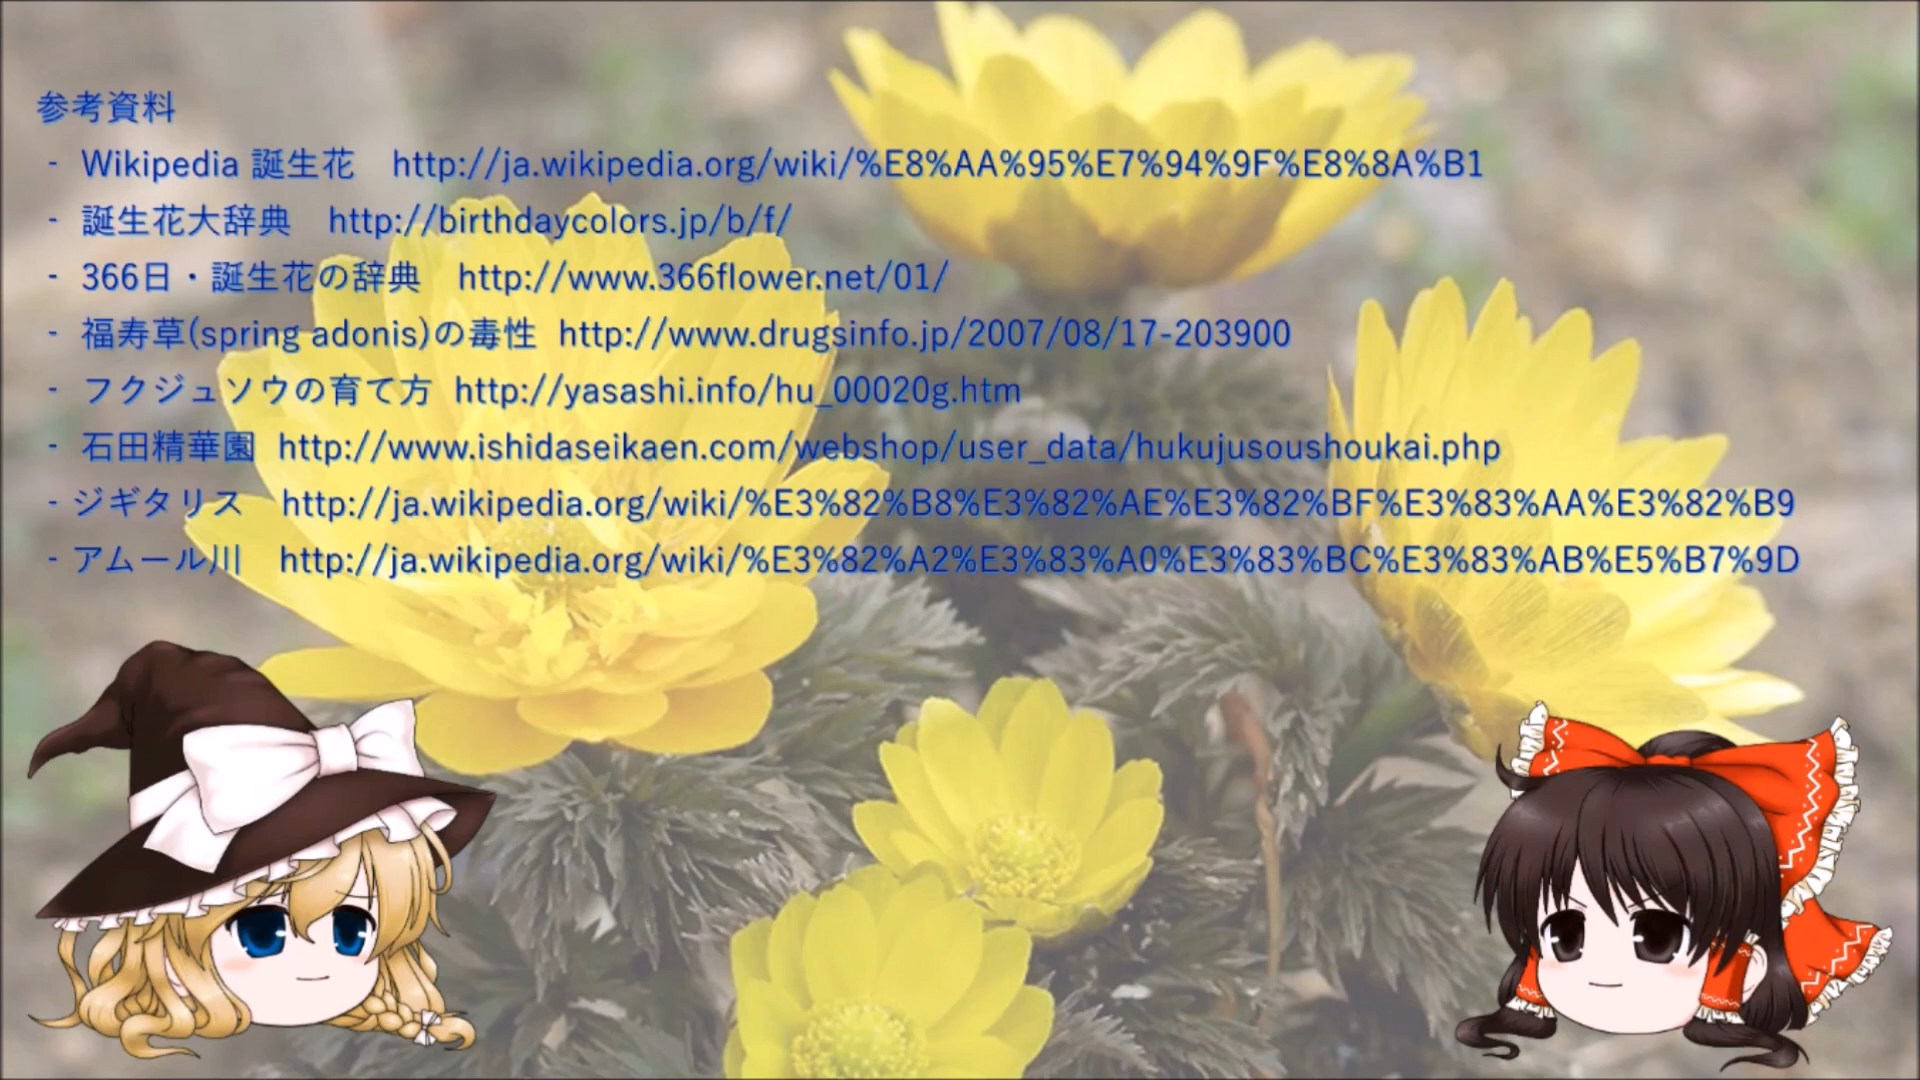 参考資料
- Wikipedia 誕生花　http://ja.wikipedia.org/wiki/%E8%AA%95%E7%94%9F%E8%8A%B1
- 誕生花大辞典　http://birthdaycolors.jp/b/f/
- 366日・誕生花の辞典　http://www.366flower.net/01/
- 福寿草(spring adonis)の毒性 http://www.drugsinfo.jp/2007/08/17-203900
- フクジュソウの育て方 http://yasashi.info/hu_00020g.htm
- 石田精華園 http://www.ishidaseikaen.com/webshop/user_data/hukujusoushoukai.php
- ジギタリス　http://ja.wikipedia.org/wiki/%E3%82%B8%E3%82%AE%E3%82%BF%E3%83%AA%E3%82%B9
- アムール川　http://ja.wikipedia.org/wiki/%E3%82%A2%E3%83%A0%E3%83%BC%E3%83%AB%E5%B7%9D